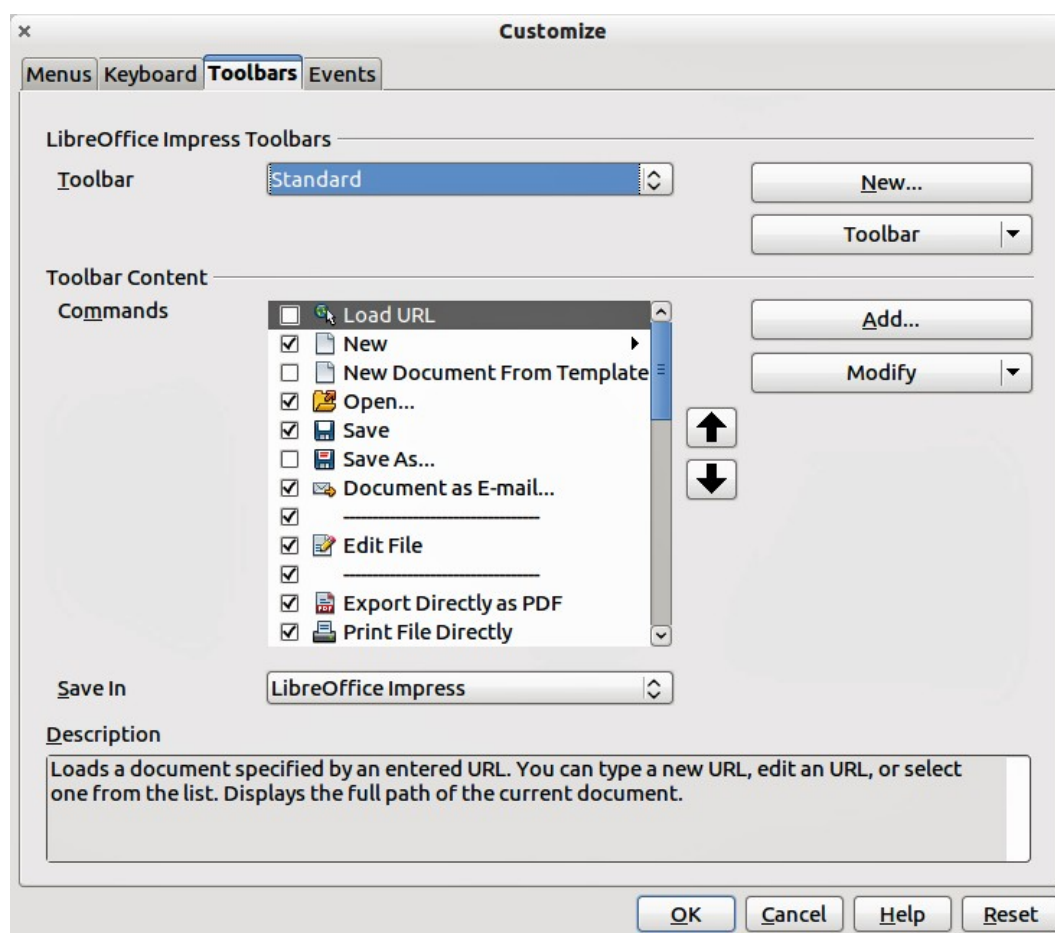 Customize
Menus Keyboard Toolbars Events
LibreOffice Impress Toolbars
Toolbar Standard New...
Toolbar
Toolbar Content
Commands Load URL Add...
New
New Document From Template Modify
Open...
Save
Save As...
Document as E-mail...
--------------------------------
Edit File
--------------------------------
Export Directly as PDF
Print File Directly
Save In LibreOffice Impress
Description
Loads a document specified by an entered URL. You can type a new URL, edit an URL, or select
one from the list. Displays the full path of the current document.
OK Cancel Help Reset